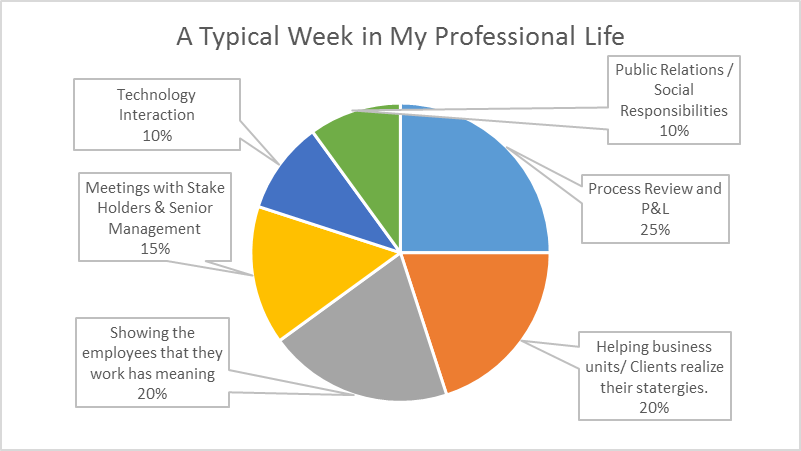 A Typical Week in My Professional Life
Public Relations /
Social
Responsibilities
10%
Technology
Interaction
10%
Process Review and
P&L
25%
Meetings with Stake
Holders & Senior
Management
15%
Showing the
employees that they
work has meaning
20%
Helping business
units/ Clients realize
their statergies.
20%